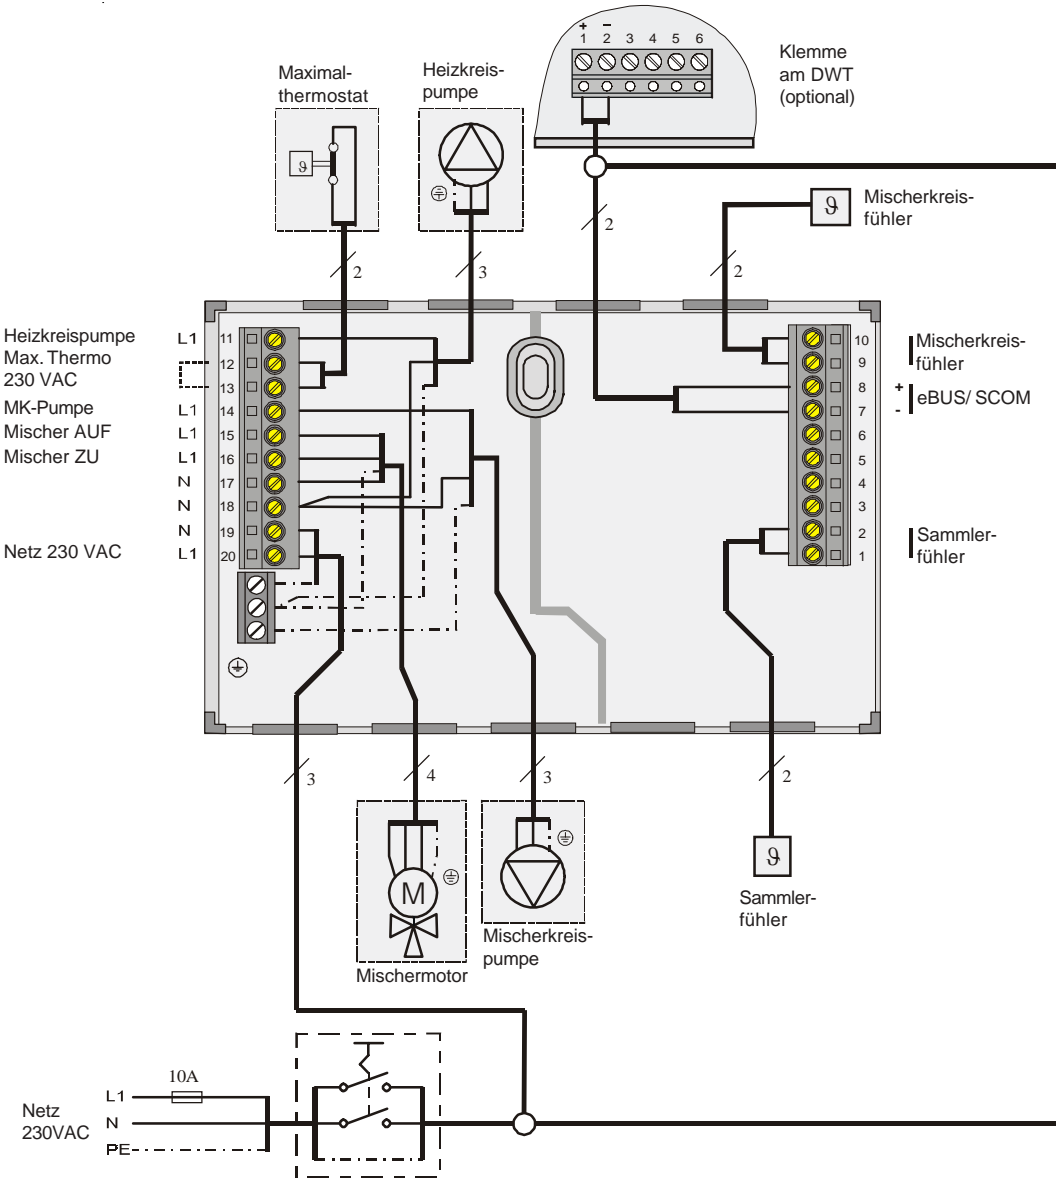 + –
1 2 3 4 5 6
Klemme
am DWT
(optional)
Maximal-
thermostat
Heizkreis-
pumpe
ϑ
ϑ
Mischerkreis-
fühler
2
3
2
2
Heizkreispumpe L1 11
Max. Thermo 12
230 VAC 13
MK-Pumpe L1 14
Mischer AUF L1 15
Mischer ZU L1 16
N 17
N 18
N 19
Netz 230 VAC L1 20
10 Mischerkreis-
9 fühler
8 +
eBUS/ SCOM
7 -
6
5
4
3
2 Sammler-
1 fühler
3
4
3
2
M
ϑ
Sammler-
fühler
Mischerkreis-
pumpe
Mischermotor
10A
L1
Netz
230VAC
N
PE